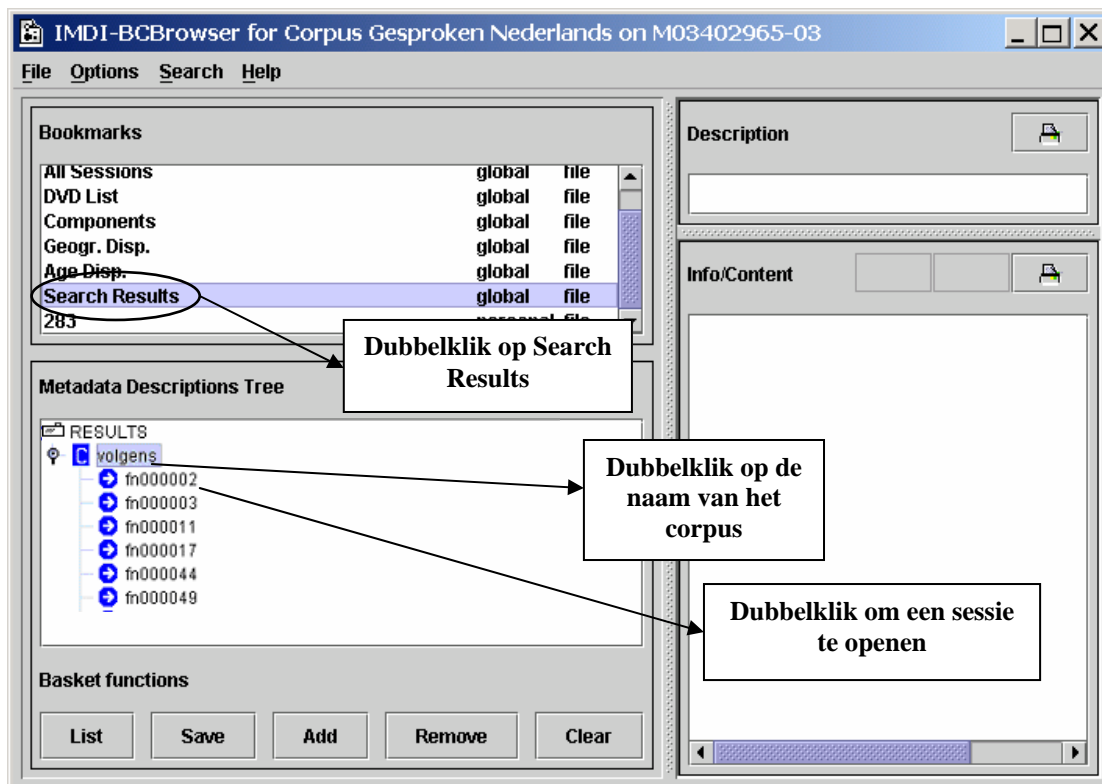 IMDI-BCBrowser for Corpus Gesproken Nederlands on M03402965-03
File Options Search Help
Bookmarks
All Sessions global file
DVD List global file
Components global file
Geogr. Disp. global file
Age Disp. global file
Search Results global file
283 personal file
Dubbelklik op Search
Results
Metadata Descriptions Tree
RESULTS
C volgens
fn000002
fn000003
fn000011
fn000017
fn000044
fn000049
Basket functions
List Save Add Remove Clear
Description
Info/Content
Dubbelklik op de
naam van het
corpus
Dubbelklik om een sessie
te openen